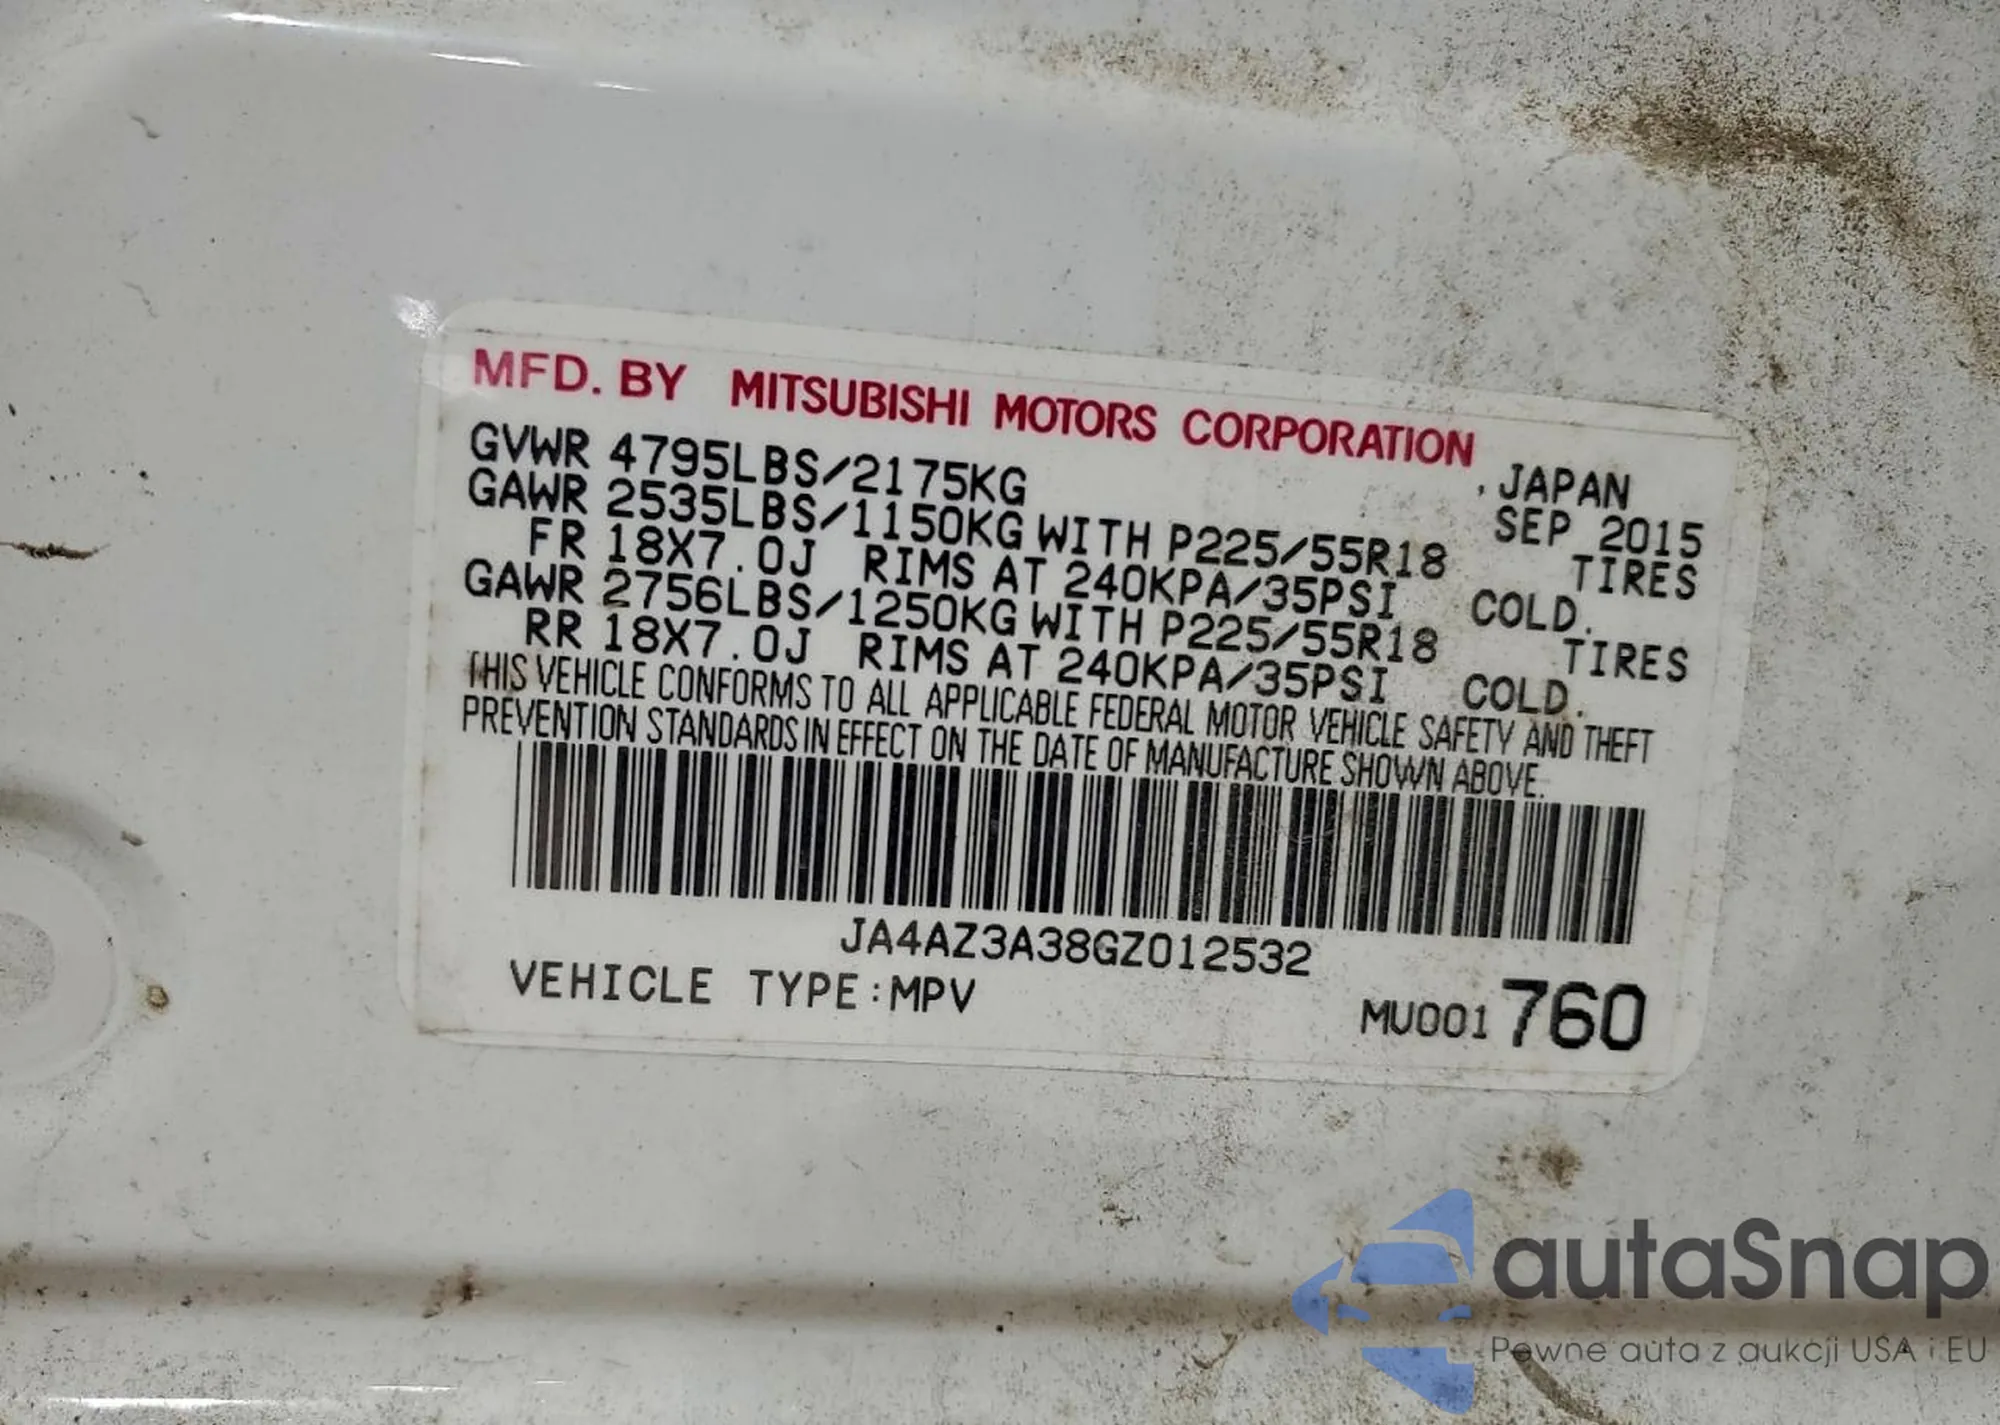 MFD. BY MITSUBISHI MOTORS CORPORATION
GVWR 4795LBS/2175KG JAPAN
GAWR 2535LBS/1150KG WITH P225/55R18 SEP 2015 TIRES
FR 18X7.0J RIMS AT 240KPA/35PSI COLD.
GAWR 2756LBS/1250KG WITH P225/55R18 TIRES
RR 18X7.0J RIMS AT 240KPA/35PSI COLD.
THIS VEHICLE CONFORMS TO ALL APPLICABLE FEDERAL MOTOR VEHICLE SAFETY AND THEFT
PREVENTION STANDARDS IN EFFECT ON THE DATE OF MANUFACTURE SHOWN ABOVE.
JA4AZ3A38GZ012532
VEHICLE TYPE:MPV
MU001760
autaSnap
Pewne auta z aukcji USA i EU